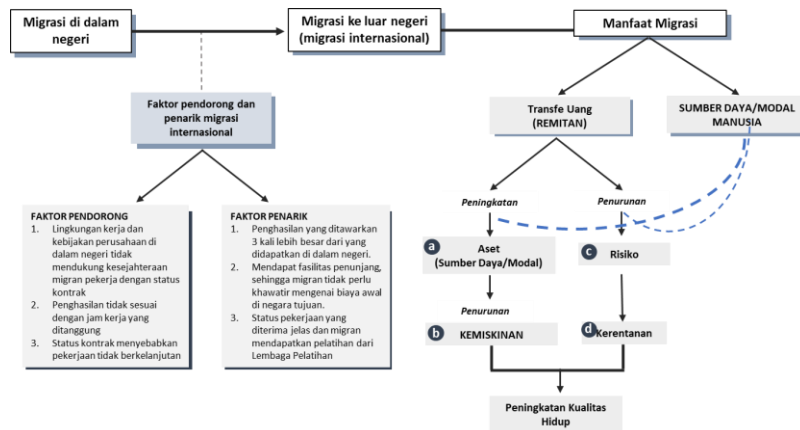 Migrasi di dalam
negeri
Migrasi ke luar negeri
(migrasi internasional)
Manfaat Migrasi
Faktor pendorong dan
penarik migrasi
internasional
Transfe Uang
(REMITAN)
SUMBER DAYA/MODAL
MANUSIA
FAKTOR PENDORONG
1. Lingkungan kerja dan
kebijakan perusahaan di
dalam negeri tidak
mendukung kesejahteraan
migran pekerja dengan status
kontrak
2. Penghasilan tidak sesuai
dengan jam kerja yang
ditanggung
3. Status kontrak menyebabkan
pekerjaan tidak berkelanjutan
FAKTOR PENARIK
1. Penghasilan yang ditawarkan
3 kali lebih besar dari yang
didapatkan di dalam negeri.
2. Mendapat fasilitas penunjang,
sehingga migran tidak perlu
khawatir mengenai biaya awal
di negara tujuan.
3. Status pekerjaan yang
diterima jelas dan migran
mendapatkan pelatihan dari
Lembaga Pelatihan
Peningkatan
Penurunan
a
Aset
(Sumber Daya/Modal)
c
Risiko
Penurunan
b
KEMISKINAN
d
Kerentanan
Peningkatan Kualitas
Hidup